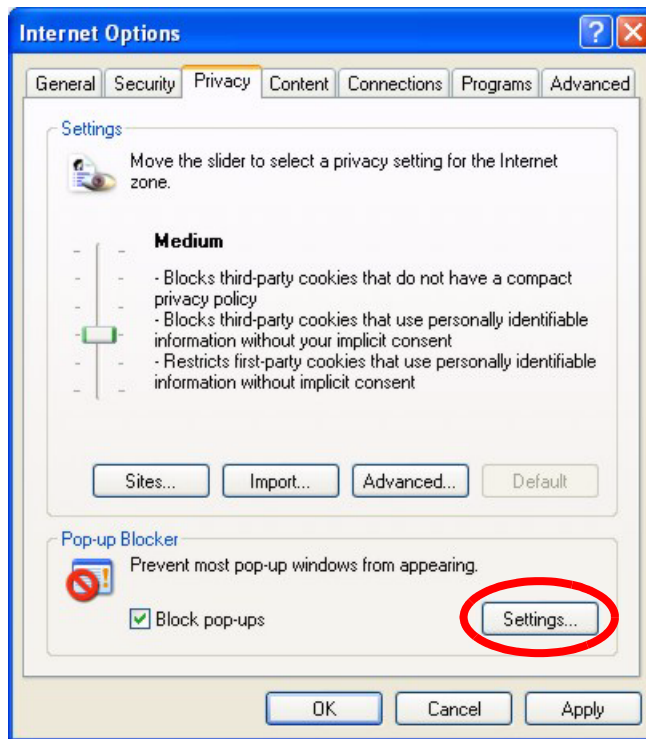 Internet Options
General Security Privacy Content Connections Programs Advanced
Settings
Move the slider to select a privacy setting for the Internet
zone.
Medium
- Blocks third-party cookies that do not have a compact
privacy policy
- Blocks third-party cookies that use personally identifiable
information without your implicit consent
- Restricts first-party cookies that use personally identifiable
information without implicit consent
Sites... Import... Advanced... Default
Pop-up Blocker
Prevent most pop-up windows from appearing.
Block pop-ups Settings...
OK Cancel Apply